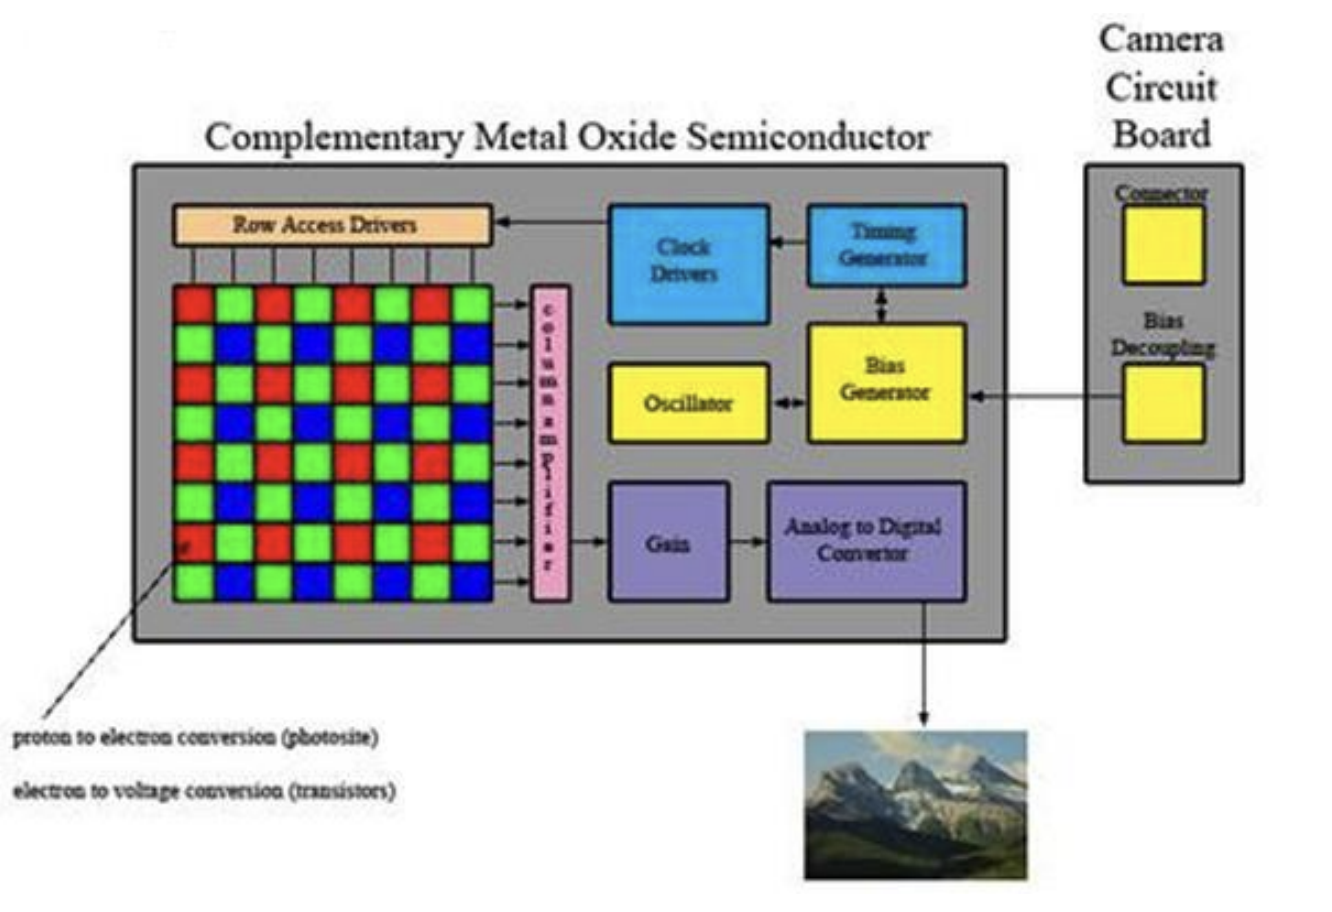 Camera
Circuit
Board
Complementary Metal Oxide Semiconductor
Connector
Row Access Drivers
Clock
Drivers
Timing
Generator
Bias
Decoupling
Bias
Generator
Oscillator
column amplifier
Gain
Analog to Digital
Convertor
proton to electron conversion (photosite)
electron to voltage conversion (transistors)